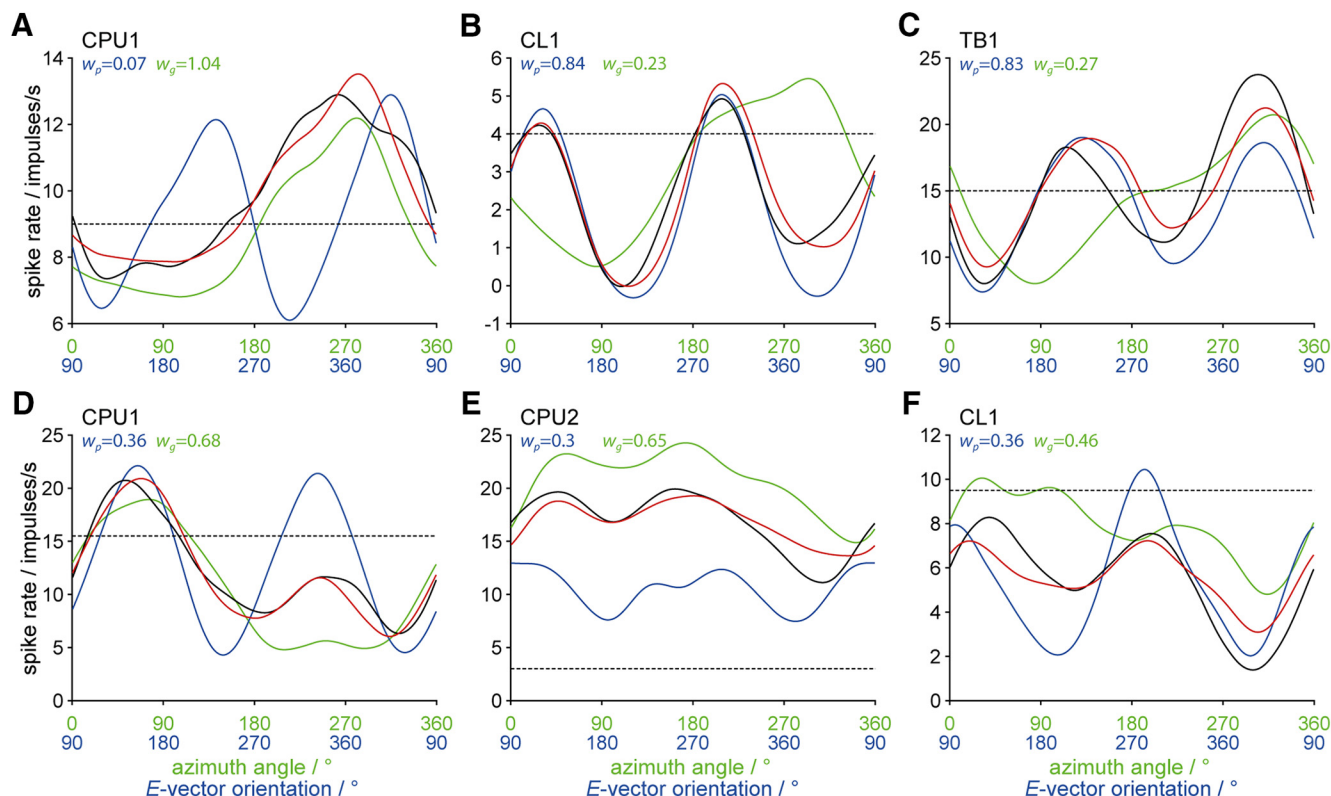 A
CPU1
wp=0.07 wg=1.04
spike rate / impulses/s
14
12
10
8
6
0 90 180 270 360
90 180 270 360 90
B
CL1
wp=0.84 wg=0.23
6
5
4
3
2
1
0
-1
0 90 180 270 360
90 180 270 360 90
C
TB1
wp=0.83 wg=0.27
25
20
15
10
5
0 90 180 270 360
90 180 270 360 90
D
CPU1
wp=0.36 wg=0.68
spike rate / impulses/s
25
20
15
10
5
0
0 90 180 270 360
90 180 270 360 90
azimuth angle / °
E-vector orientation / °
E
CPU2
wp=0.3 wg=0.65
25
20
15
10
5
0
0 90 180 270 360
90 180 270 360 90
azimuth angle / °
E-vector orientation / °
F
CL1
wp=0.36 wg=0.46
12
10
8
6
4
2
0
0 90 180 270 360
90 180 270 360 90
azimuth angle / °
E-vector orientation / °